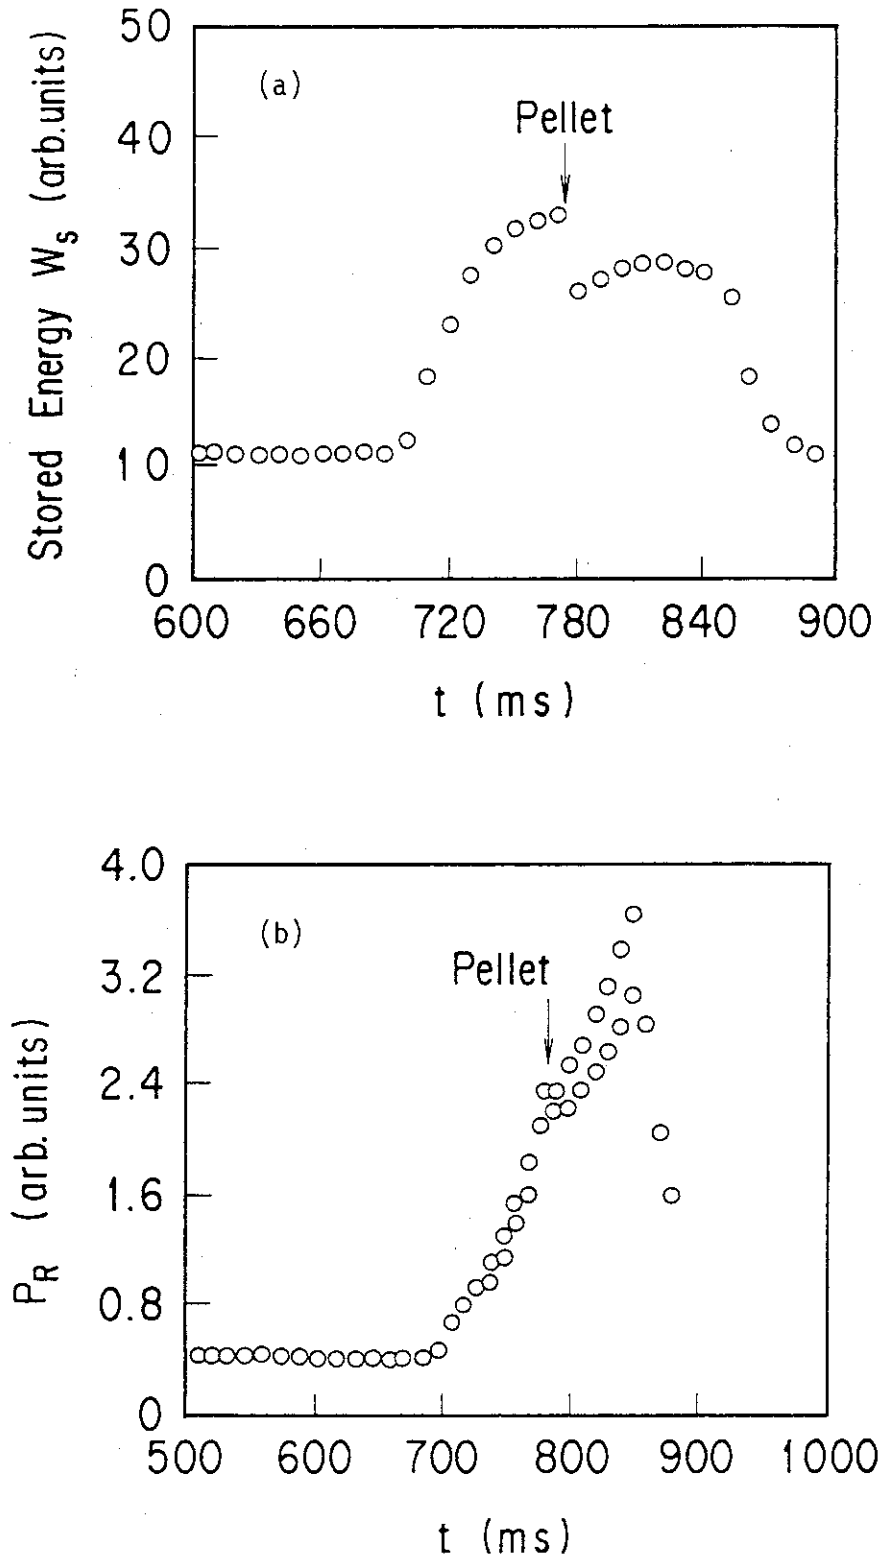 50
(a)
Pellet
40
30
20
10
0
Stored Energy W_s (arb.units)
600 660 720 780 840 900
t (ms)
4.0
(b)
Pellet
3.2
2.4
1.6
0.8
0
P_R (arb. units)
500 600 700 800 900 1000
t (ms)